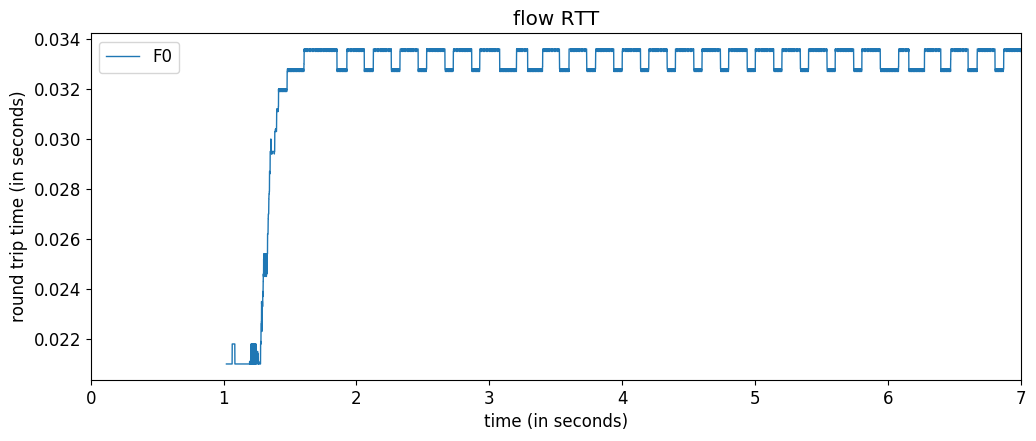 flow RTT
F0
round trip time (in seconds)
0.034
0.032
0.030
0.028
0.026
0.024
0.022
0 1 2 3 4 5 6 7
time (in seconds)